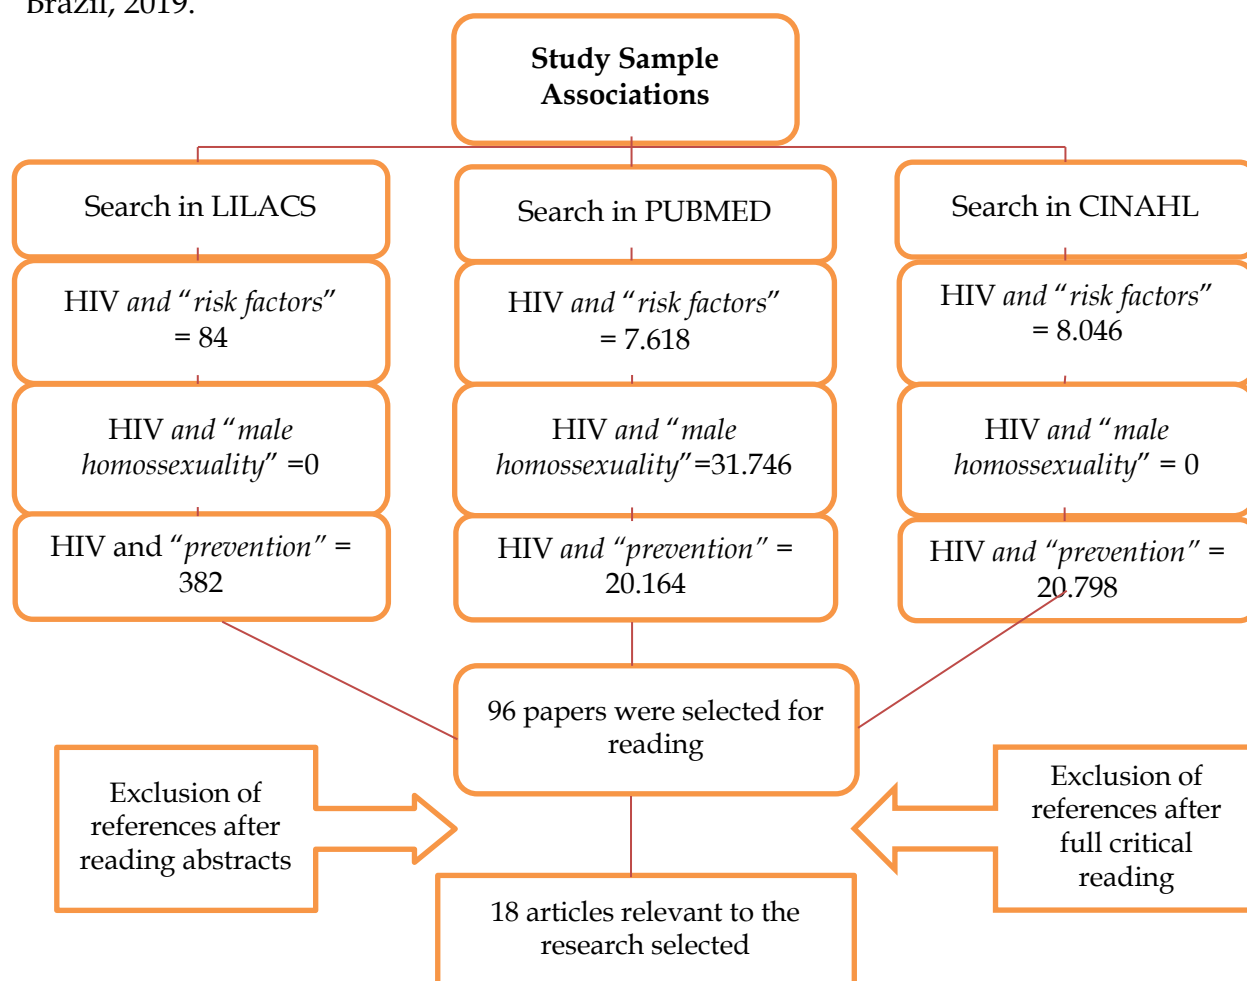 Brazil, 2019.
Study Sample
Associations
Search in LILACS
Search in PUBMED
Search in CINAHL
HIV and “risk factors”
= 84
HIV and “risk factors”
= 7.618
HIV and “risk factors”
= 8.046
HIV and “male
homossexuality” =0
HIV and “male
homossexuality”=31.746
HIV and “male
homossexuality” = 0
HIV and “prevention” =
382
HIV and “prevention” =
20.164
HIV and “prevention” =
20.798
96 papers were selected for
reading
Exclusion of
references after
reading abstracts
Exclusion of
references after
full critical
reading
18 articles relevant to the
research selected